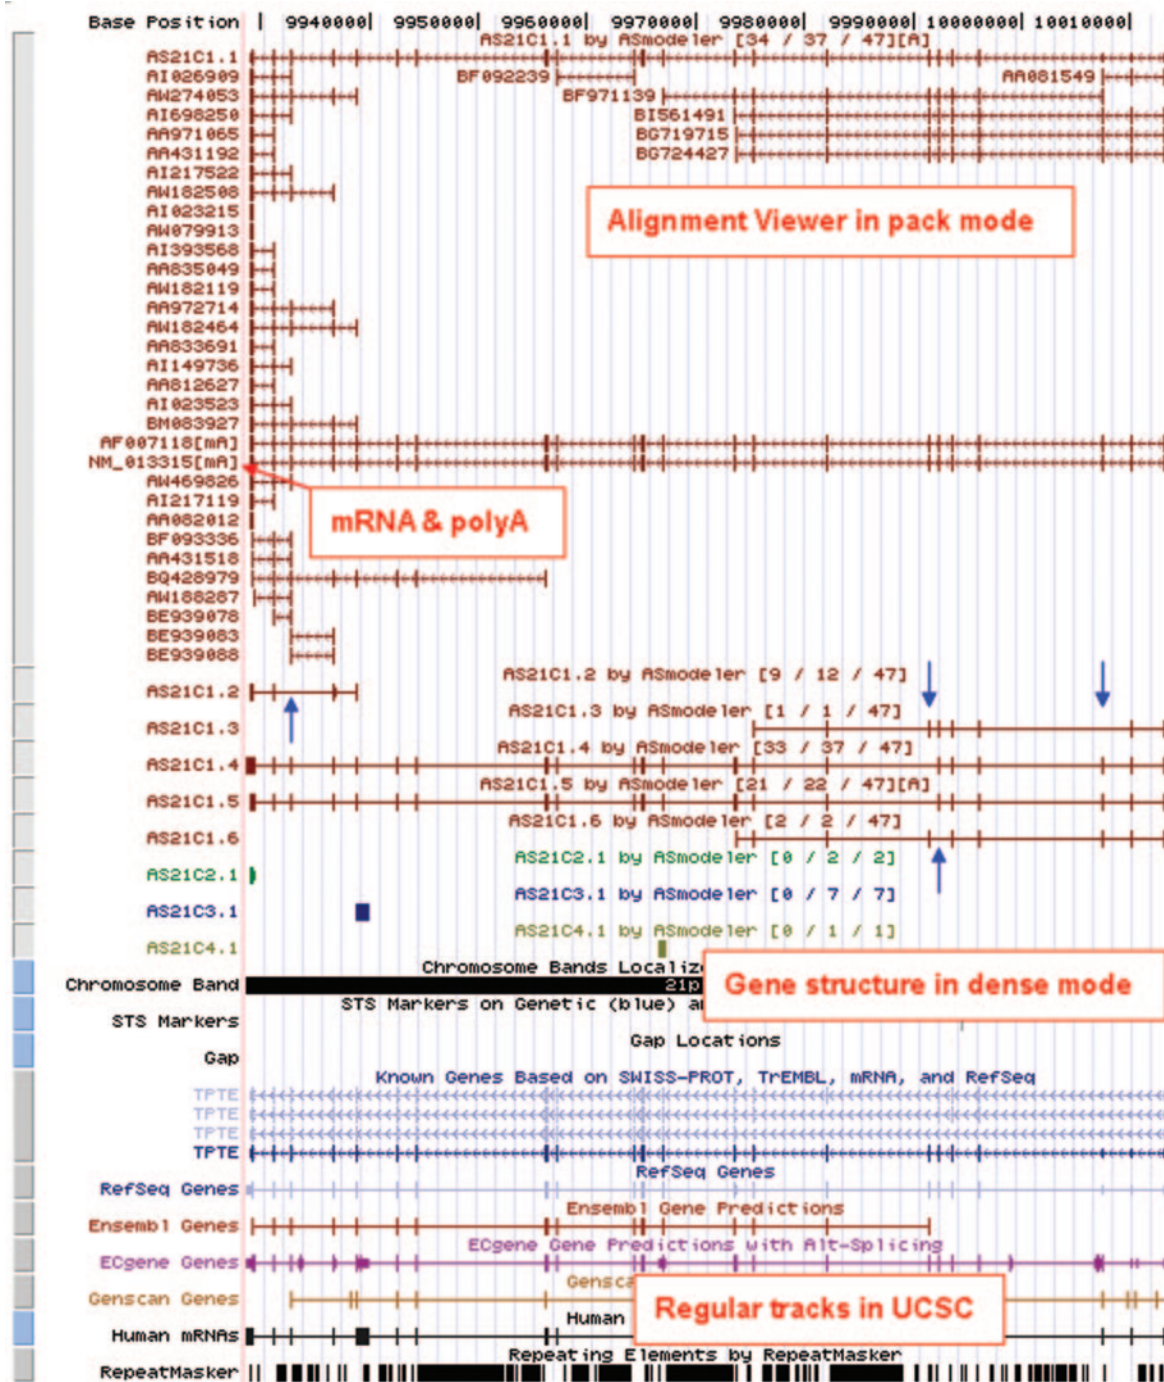 Base Position | 9940000| 9950000| 9960000| 9970000| 9980000| 9990000| 10000000| 10010000|
AS21C1.1 by ASmodeler [34 / 37 / 47][A]
AS21C1.1
AI026909 BF092239 AA081549
AW274053 BF971139
AI698250 BI561491
AA971065 BG719715
AA431192 BG724427
AI217522
AW182508
AI023215
AW079913
AI393568
AA835049
AW182119
AA972714
AW182464
AA833691
AI149736
AA812627
AI023523
BM083927
AF007118[mA]
NM_013315[mA]
AW469826
AI217119
AA082012
BF093336
AA431518
BQ428979
AW188287
BE939078
BE939083
BE939088
Alignment Viewer in pack mode
mRNA & polyA
AS21C1.2 by ASmodeler [9 / 12 / 47]
AS21C1.2
AS21C1.3 by ASmodeler [1 / 1 / 47]
AS21C1.3
AS21C1.4 by ASmodeler [33 / 37 / 47]
AS21C1.4
AS21C1.5 by ASmodeler [21 / 22 / 47][A]
AS21C1.5
AS21C1.6 by ASmodeler [2 / 2 / 47]
AS21C1.6
AS21C2.1 by ASmodeler [0 / 2 / 2]
AS21C2.1
AS21C3.1 by ASmodeler [0 / 7 / 7]
AS21C3.1
AS21C4.1 by ASmodeler [0 / 1 / 1]
AS21C4.1
Chromosome Bands Localiz
Chromosome Band 21p
Gene structure in dense mode
STS Markers on Genetic (blue) a
STS Markers
Gap Locations
Gap
Known Genes Based on SWISS-PROT, TrEMBL, mRNA, and RefSeq
TPTE
TPTE
TPTE
TPTE
RefSeq Genes
RefSeq Genes
Ensembl Gene Predictions
Ensembl Genes
ECgene Gene Predictions with Alt-Splicing
ECgene Genes
Gensca
Genscan Genes
Regular tracks in UCSC
Human
Human mRNAs
Repeating Elements by RepeatMasker
RepeatMasker